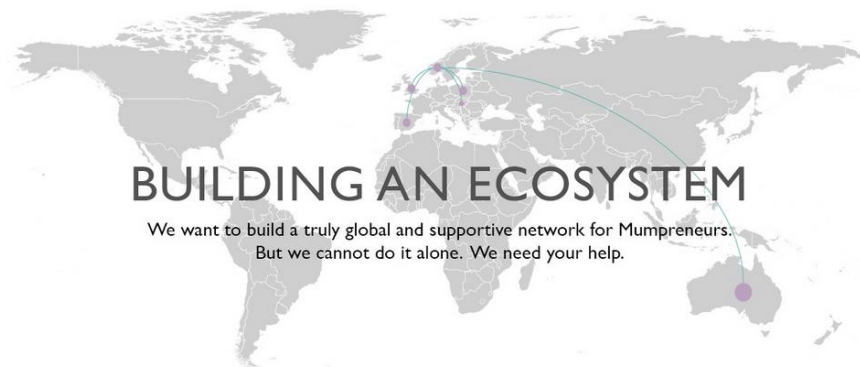 BUILDING AN ECOSYSTEM
We want to build a truly global and supportive network for Mumpreneurs.
But we cannot do it alone. We need your help.